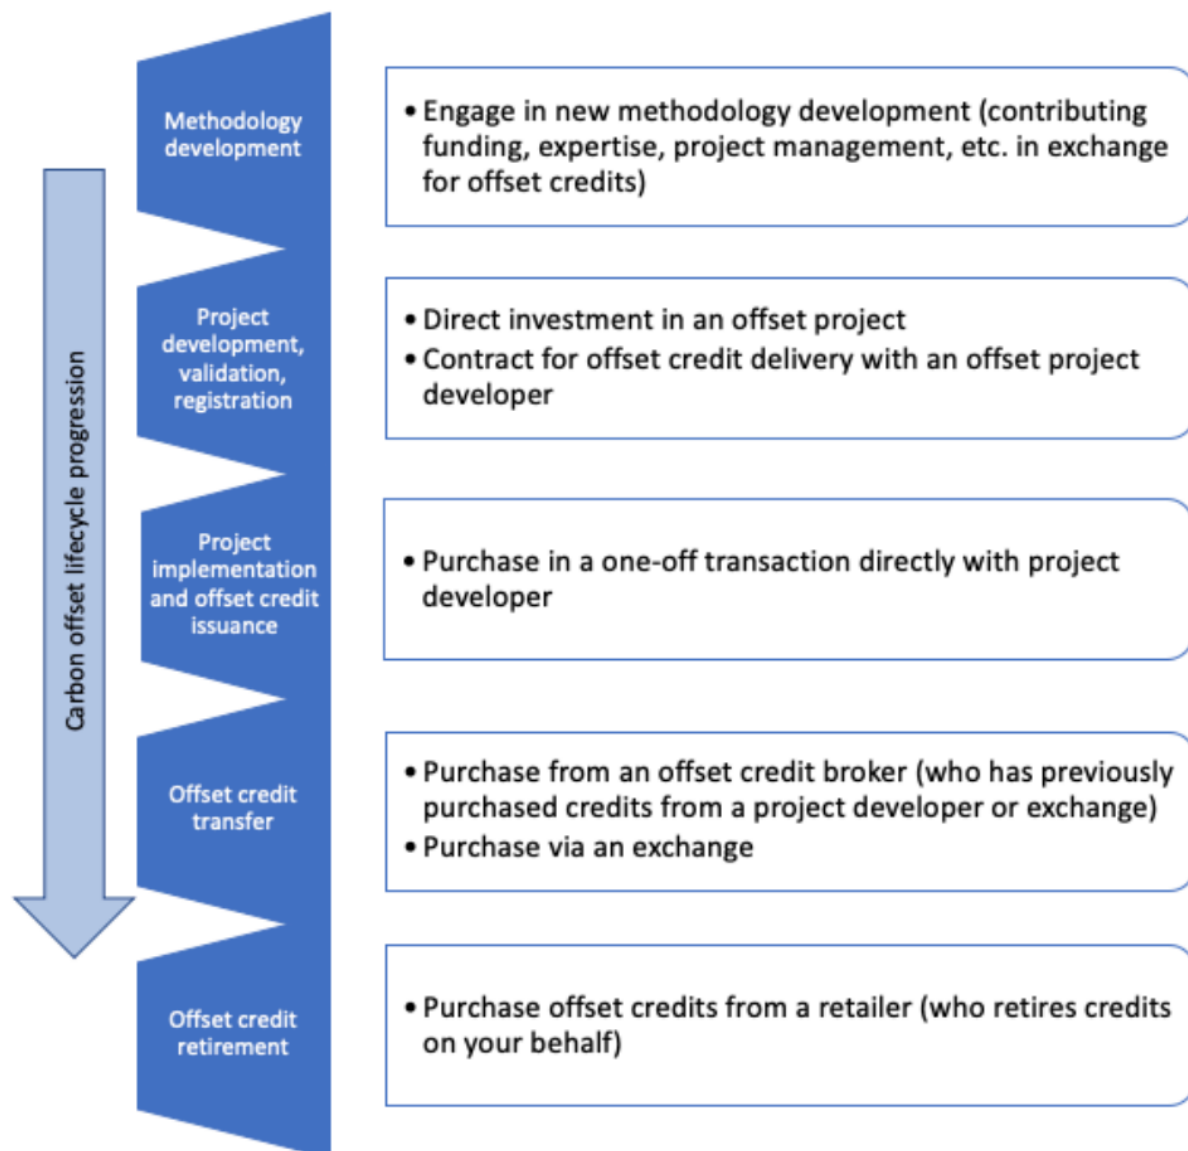 Carbon offset lifecycle progression
Methodology
development
• Engage in new methodology development (contributing
funding, expertise, project management, etc. in exchange
for offset credits)
Project
development,
validation,
registration
• Direct investment in an offset project
• Contract for offset credit delivery with an offset project
developer
Project
implementation
and offset credit
issuance
• Purchase in a one-off transaction directly with project
developer
Offset credit
transfer
• Purchase from an offset credit broker (who has previously
purchased credits from a project developer or exchange)
• Purchase via an exchange
Offset credit
retirement
• Purchase offset credits from a retailer (who retires credits
on your behalf)